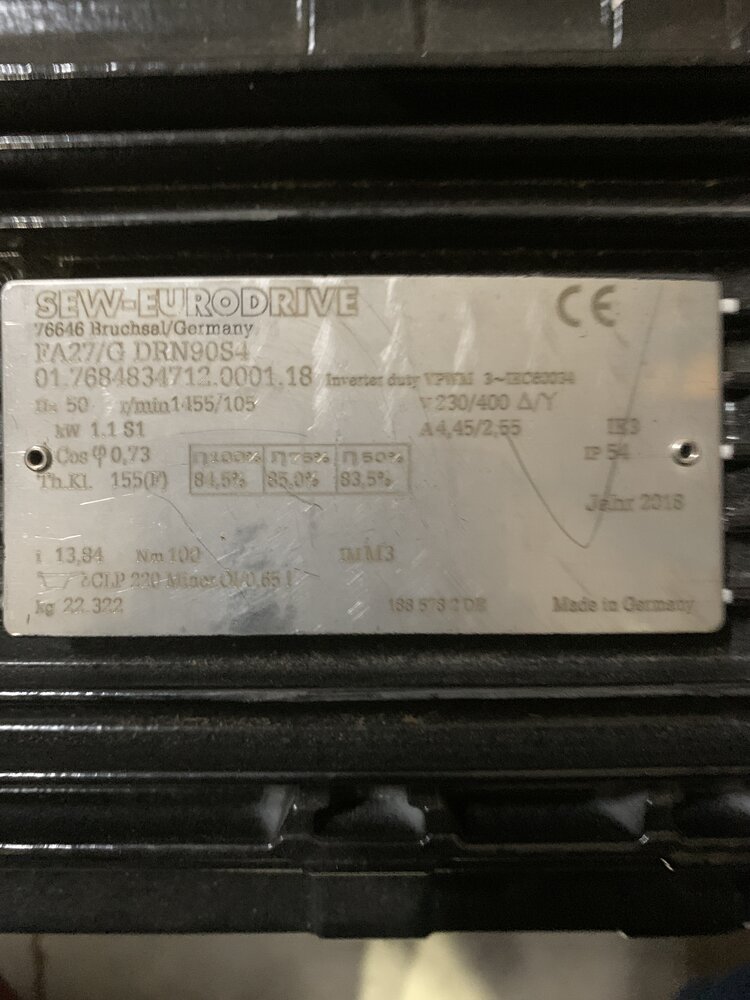 SEW-EURODRIVE CE
76646 Bruchsal/Germany
FA27/G DRN90S4
01.7684834712.0001.18 Inverter duty VPWM 3~IEC60034
Hz 50 r/min 1455/105 V 230/400 Δ/Y
kW 1.1 S1 A 4,45/2,55 IE3
Cos φ 0,73 η100% η75% η50% IP 54
Th.Kl. 155(F) 84,5% 85,0% 83,5%
Jahr 2018
i 13,84 Nm 100 IM M3
CLP 220 Miner.Öl/0.65 l
kg 22.322 188 578 2 DE Made in Germany